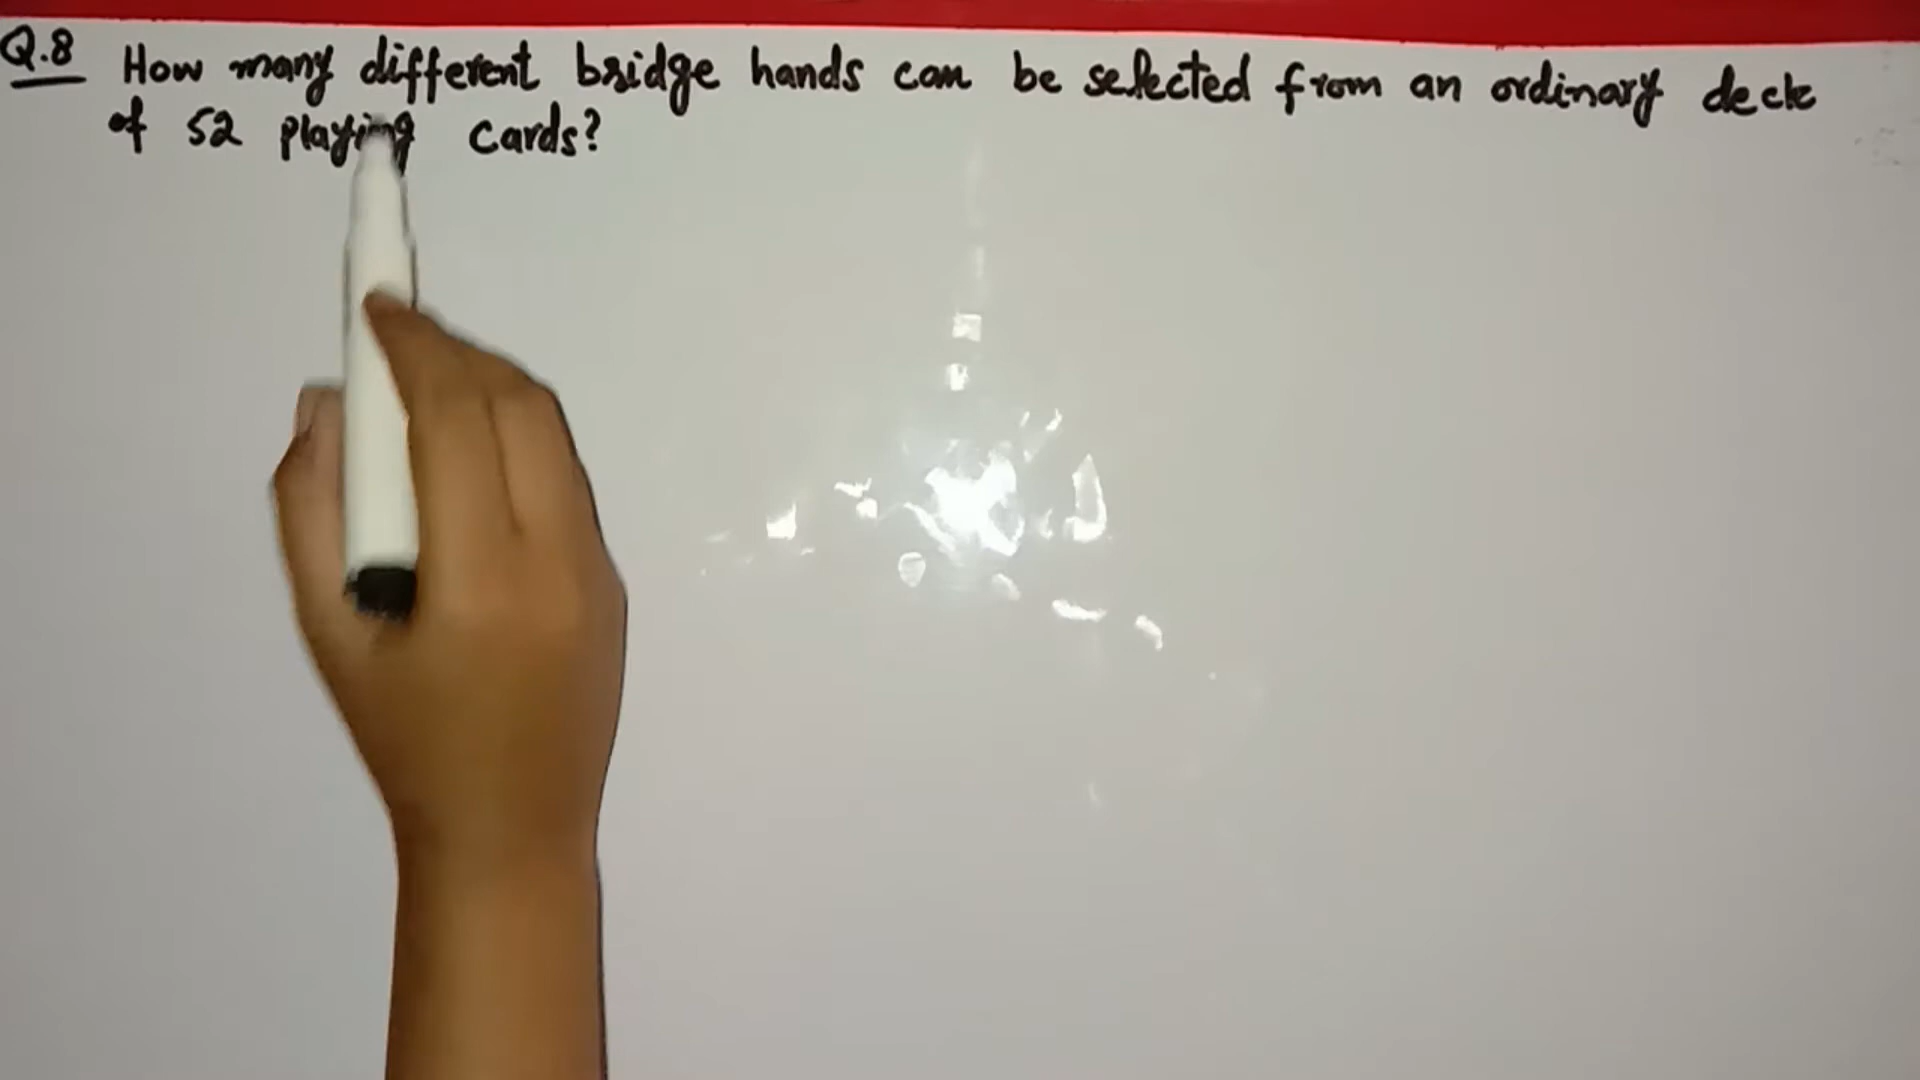 Q.8 How many different bridge hands can be selected from an ordinary deck
of 52 playing cards?